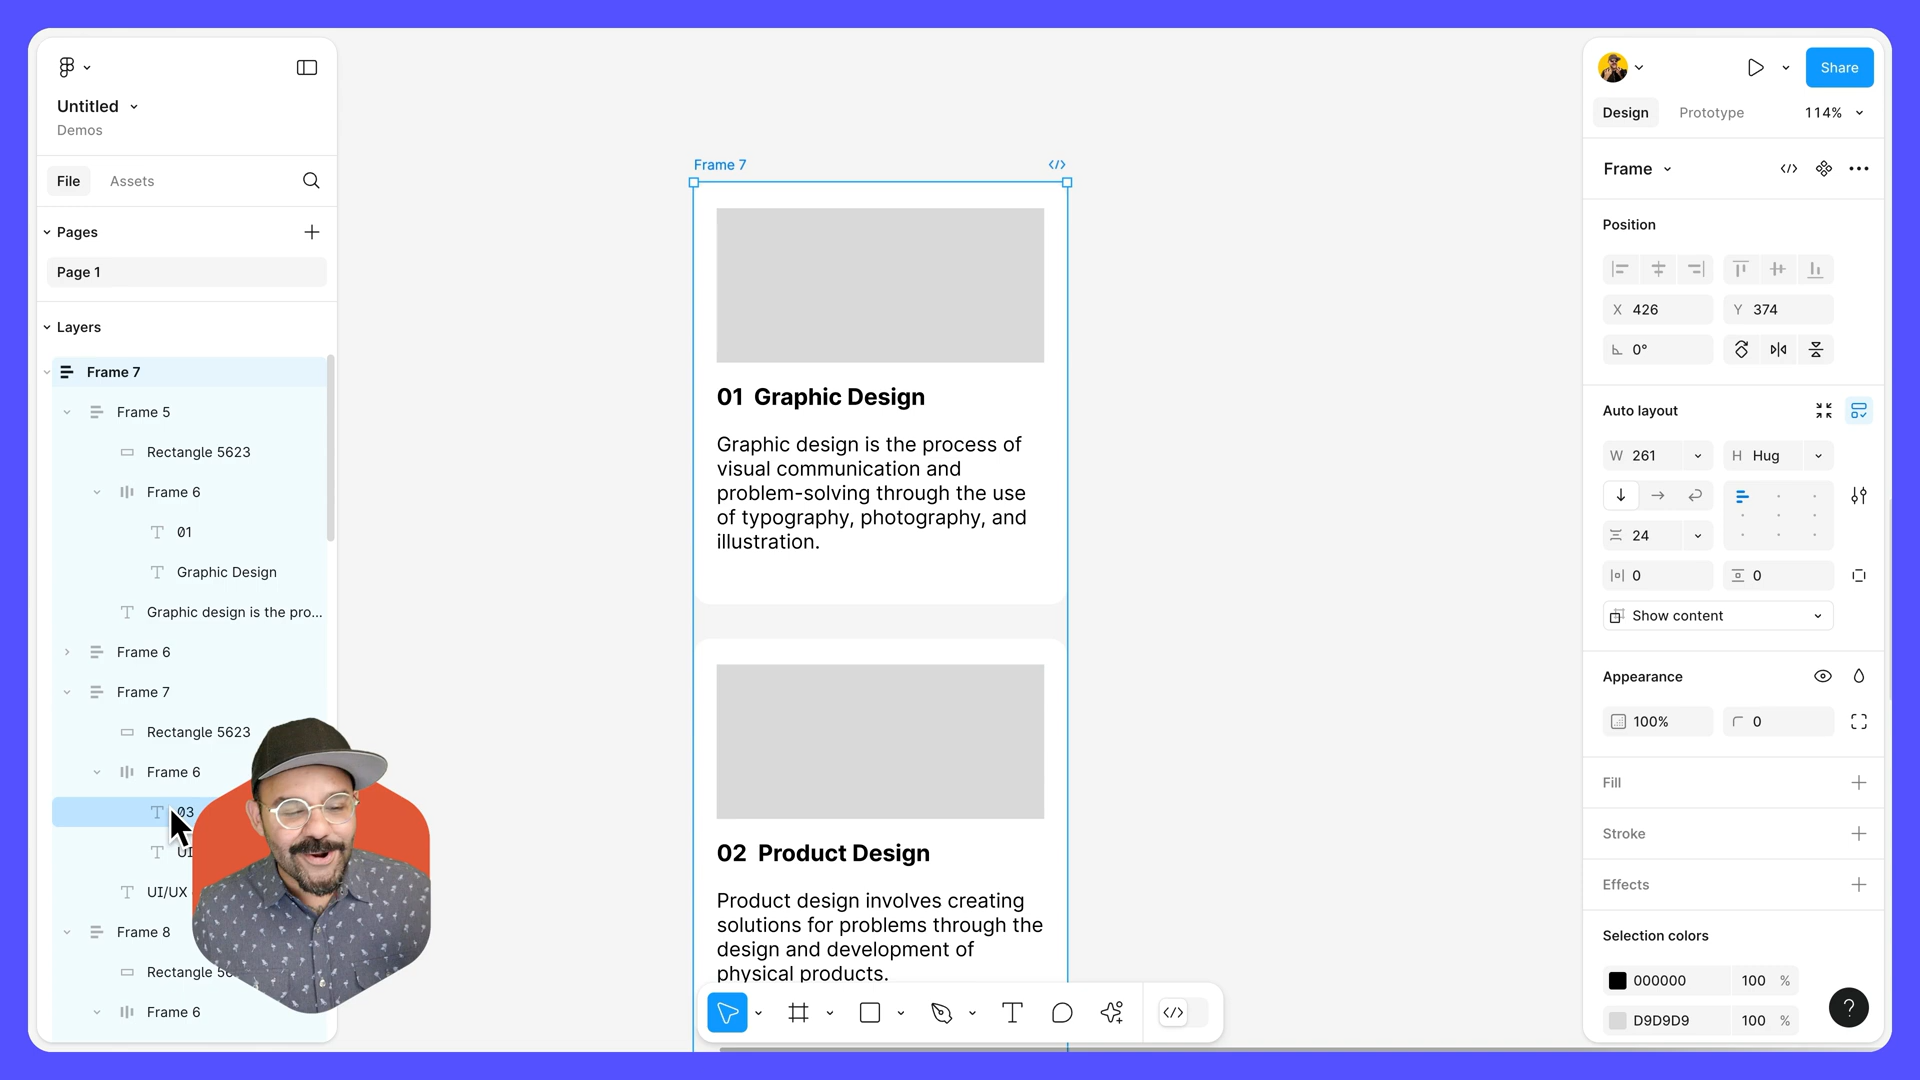 Untitled
Demos
File
Assets
Pages
Page 1
Layers
Frame 7
Frame 5
Rectangle 5623
Frame 6
01
Graphic Design
Graphic design is the pro...
Frame 6
Frame 7
Rectangle 5623
Frame 6
03
UI/UX
Frame 8
Rectangle
Frame 6
Frame 7
01 Graphic Design
Graphic design is the process of
visual communication and
problem-solving through the use
of typography, photography, and
illustration.
02 Product Design
Product design involves creating
solutions for problems through the
design and development of
physical products.
Share
Design
Prototype
114%
Frame
Position
X 426
Y 374
0°
Auto layout
W 261
H Hug
24
0
0
Show content
Appearance
100%
0
Fill
Stroke
Effects
Selection colors
000000 100 %
D9D9D9 100 %
?